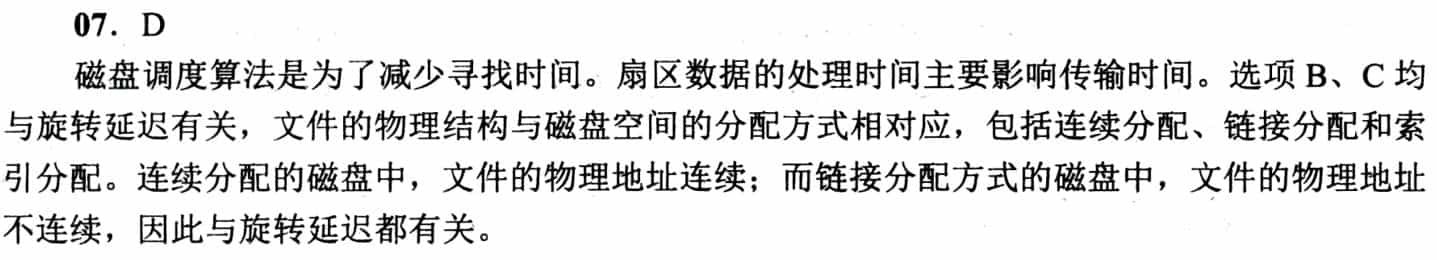 07. D
磁盘调度算法是为了减少寻找时间。扇区数据的处理时间主要影响传输时间。选项 B、C 均
与旋转延迟有关，文件的物理结构与磁盘空间的分配方式相对应，包括连续分配、链接分配和索
引分配。连续分配的磁盘中，文件的物理地址连续；而链接分配方式的磁盘中，文件的物理地址
不连续，因此与旋转延迟都有关。